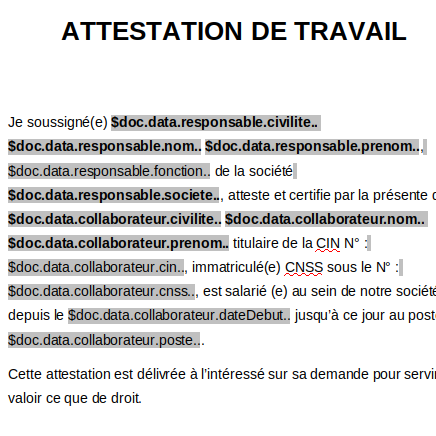 ATTESTATION DE TRAVAIL
Je soussigné(e) $doc.data.responsable.civilite..
$doc.data.responsable.nom.. $doc.data.responsable.prenom..,
$doc.data.responsable.fonction.. de la société
$doc.data.responsable.societe.., atteste et certifie par la présente
$doc.data.collaborateur.civilite.. $doc.data.collaborateur.nom..
$doc.data.collaborateur.prenom.. titulaire de la CIN N° :
$doc.data.collaborateur.cin.., immatriculé(e) CNSS sous le N° :
$doc.data.collaborateur.cnss.., est salarié (e) au sein de notre société
depuis le $doc.data.collaborateur.dateDebut.. jusqu'à ce jour au poste
$doc.data.collaborateur.poste...
Cette attestation est délivrée à l'intéressé sur sa demande pour servi
valoir ce que de droit.